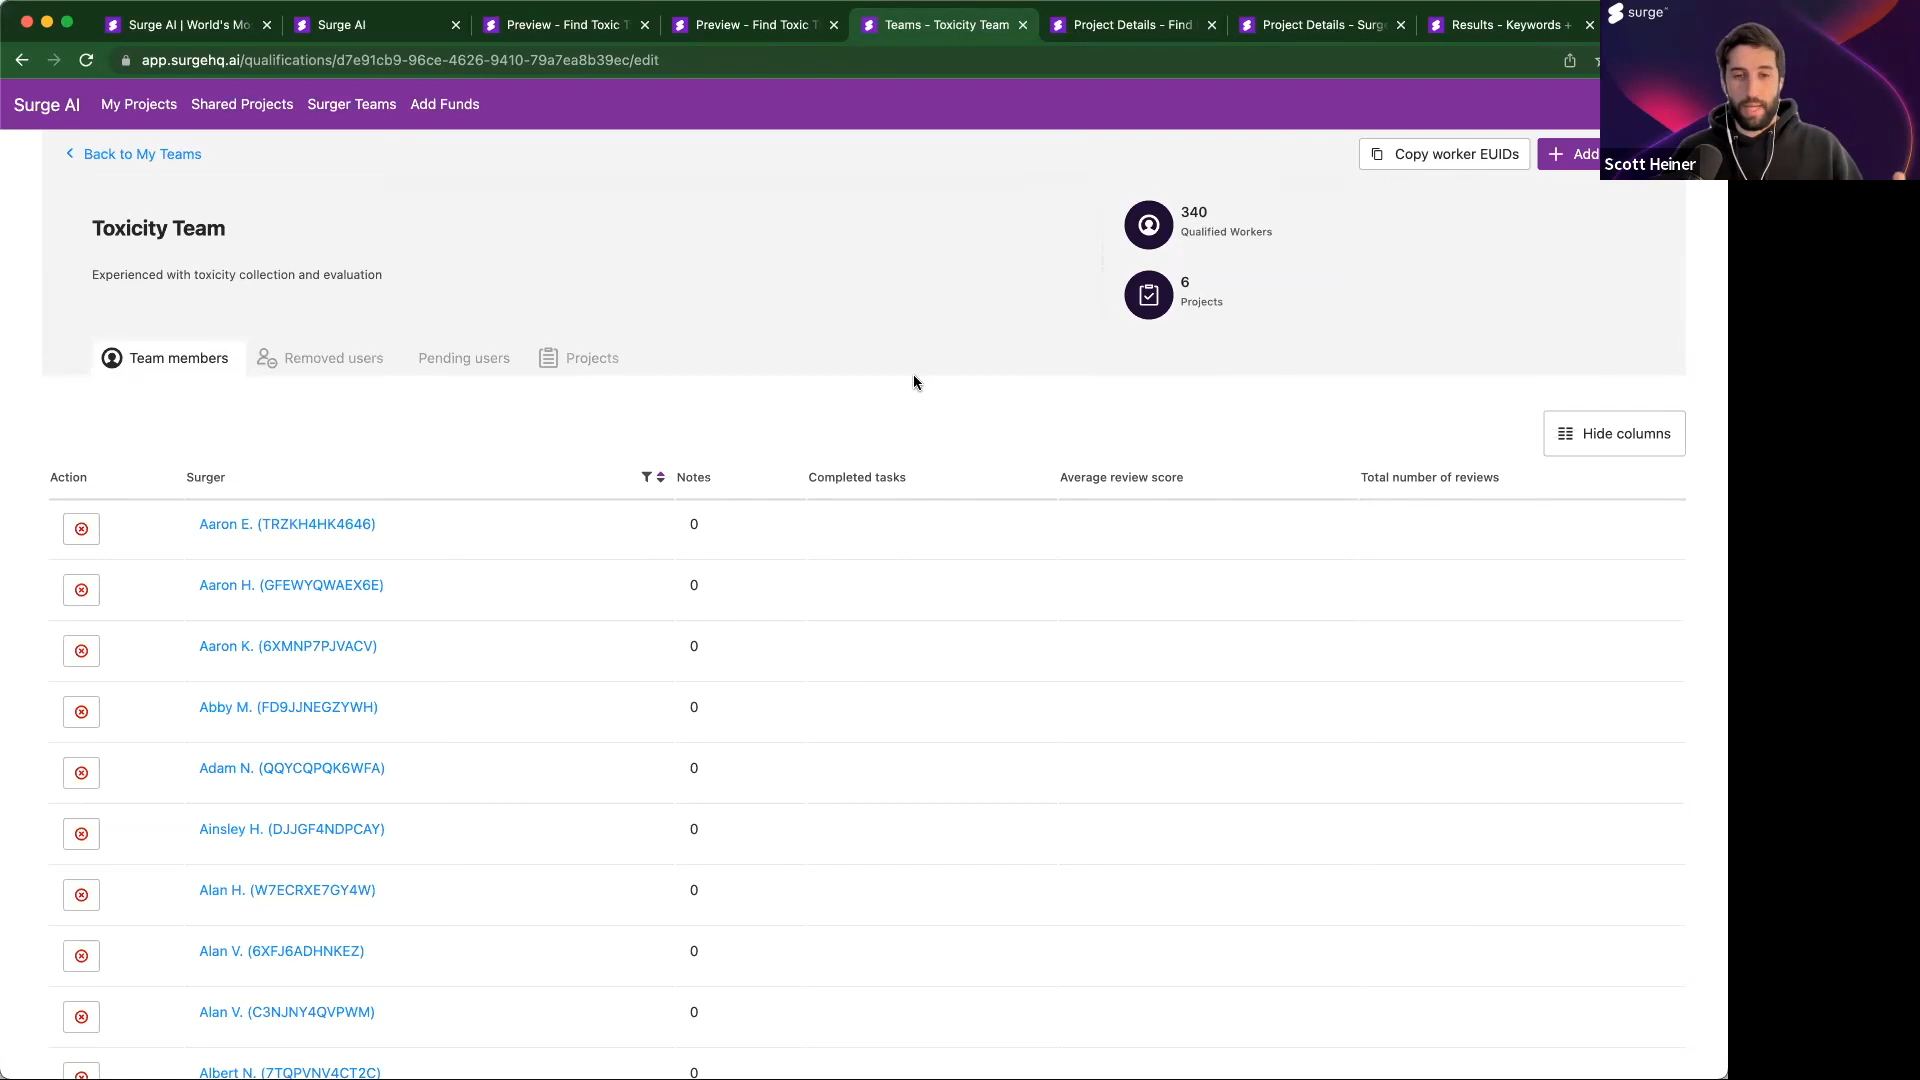 Surge AI | World's Mo
Surge AI
Preview - Find Toxic T
Preview - Find Toxic T
Teams - Toxicity Team
Project Details - Find
Project Details - Surge
Results - Keywords +
surge
app.surgehq.ai/qualifications/d7e91cb9-96ce-4626-9410-79a7ea8b39ec/edit
Surge AI My Projects Shared Projects Surger Teams Add Funds
Back to My Teams
Copy worker EUIDs
+ Add
Scott Heiner
Toxicity Team
340
Qualified Workers
Experienced with toxicity collection and evaluation
6
Projects
Team members
Removed users
Pending users
Projects
Hide columns
Action Surger Notes Completed tasks Average review score Total number of reviews
Aaron E. (TRZKH4HK4646) 0
Aaron H. (GFEWYQWAEX6E) 0
Aaron K. (6XMNP7PJVACV) 0
Abby M. (FD9JJNEGZYWH) 0
Adam N. (QQYCQPQK6WFA) 0
Ainsley H. (DJJGF4NDPCAY) 0
Alan H. (W7ECRXE7GY4W) 0
Alan V. (6XFJ6ADHNKEZ) 0
Alan V. (C3NJNY4QVPWM) 0
Albert N. (7TQPVNV4CT2C) 0